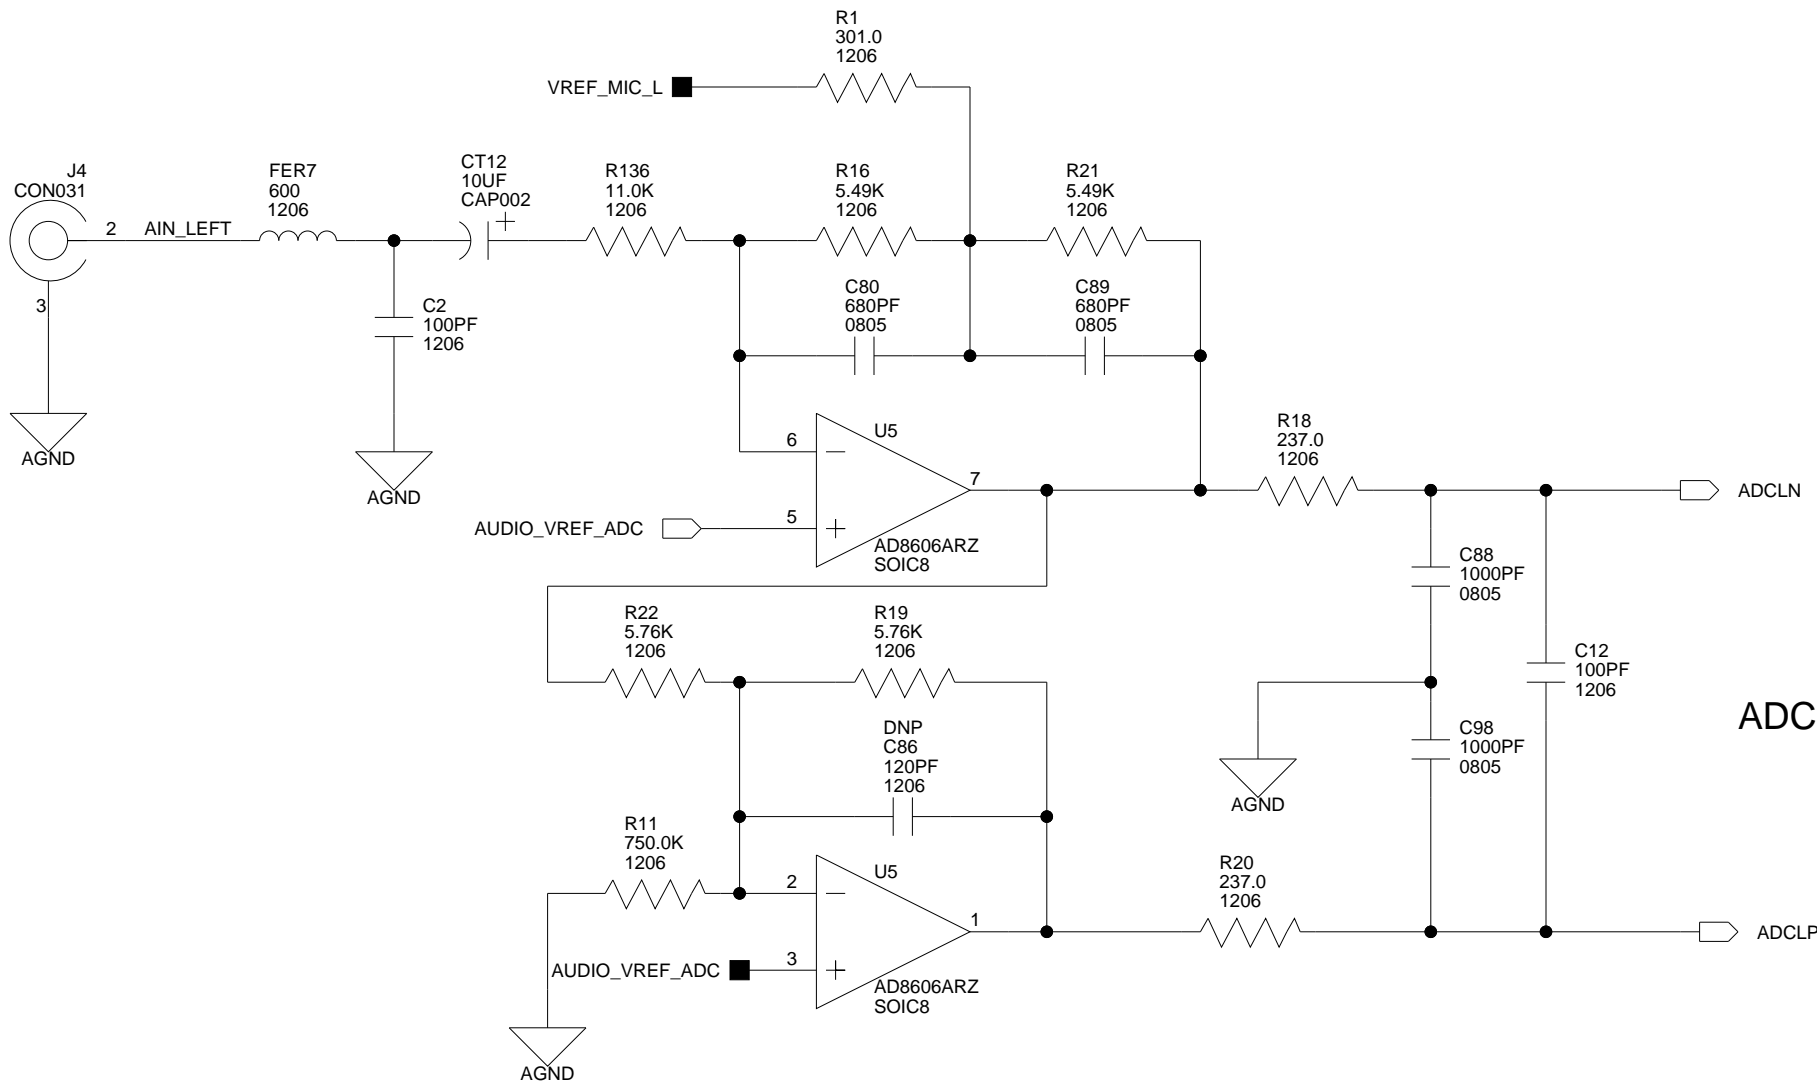 R1
301.0
1206
VREF_MIC_L
J4
CON031
2
AIN_LEFT
3
AGND
FER7
600
1206
CT12
10UF
CAP002
+
C2
100PF
1206
AGND
R136
11.0K
1206
R16
5.49K
1206
R21
5.49K
1206
C80
680PF
0805
C89
680PF
0805
U5
6
7
5
AUDIO_VREF_ADC
AD8606ARZ
SOIC8
R18
237.0
1206
ADCLN
C88
1000PF
0805
C12
100PF
1206
C98
1000PF
0805
AGND
ADC
R22
5.76K
1206
R19
5.76K
1206
DNP
C86
120PF
1206
R11
750.0K
1206
U5
2
1
3
AUDIO_VREF_ADC
AD8606ARZ
SOIC8
AGND
R20
237.0
1206
ADCLP